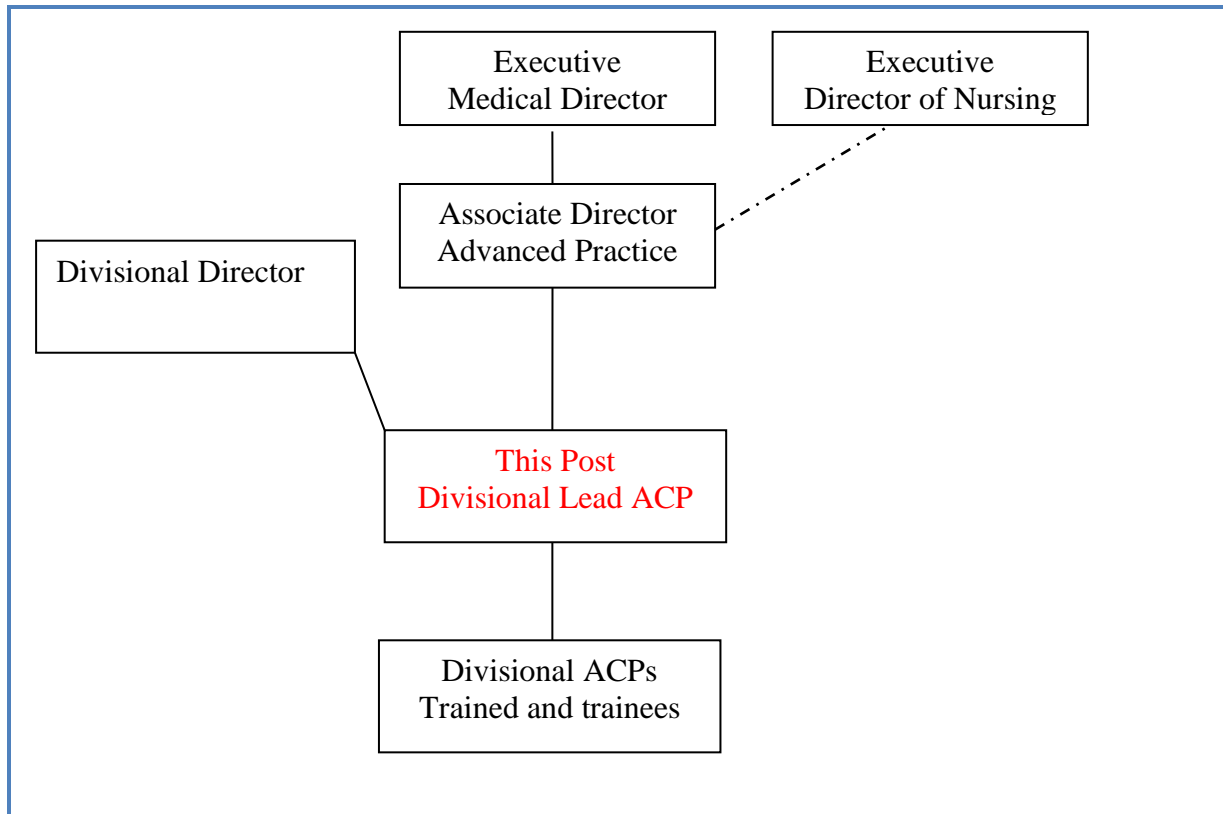 Executive
Medical Director
Executive
Director of Nursing
Associate Director
Advanced Practice
Divisional Director
This Post
Divisional Lead ACP
Divisional ACPs
Trained and trainees